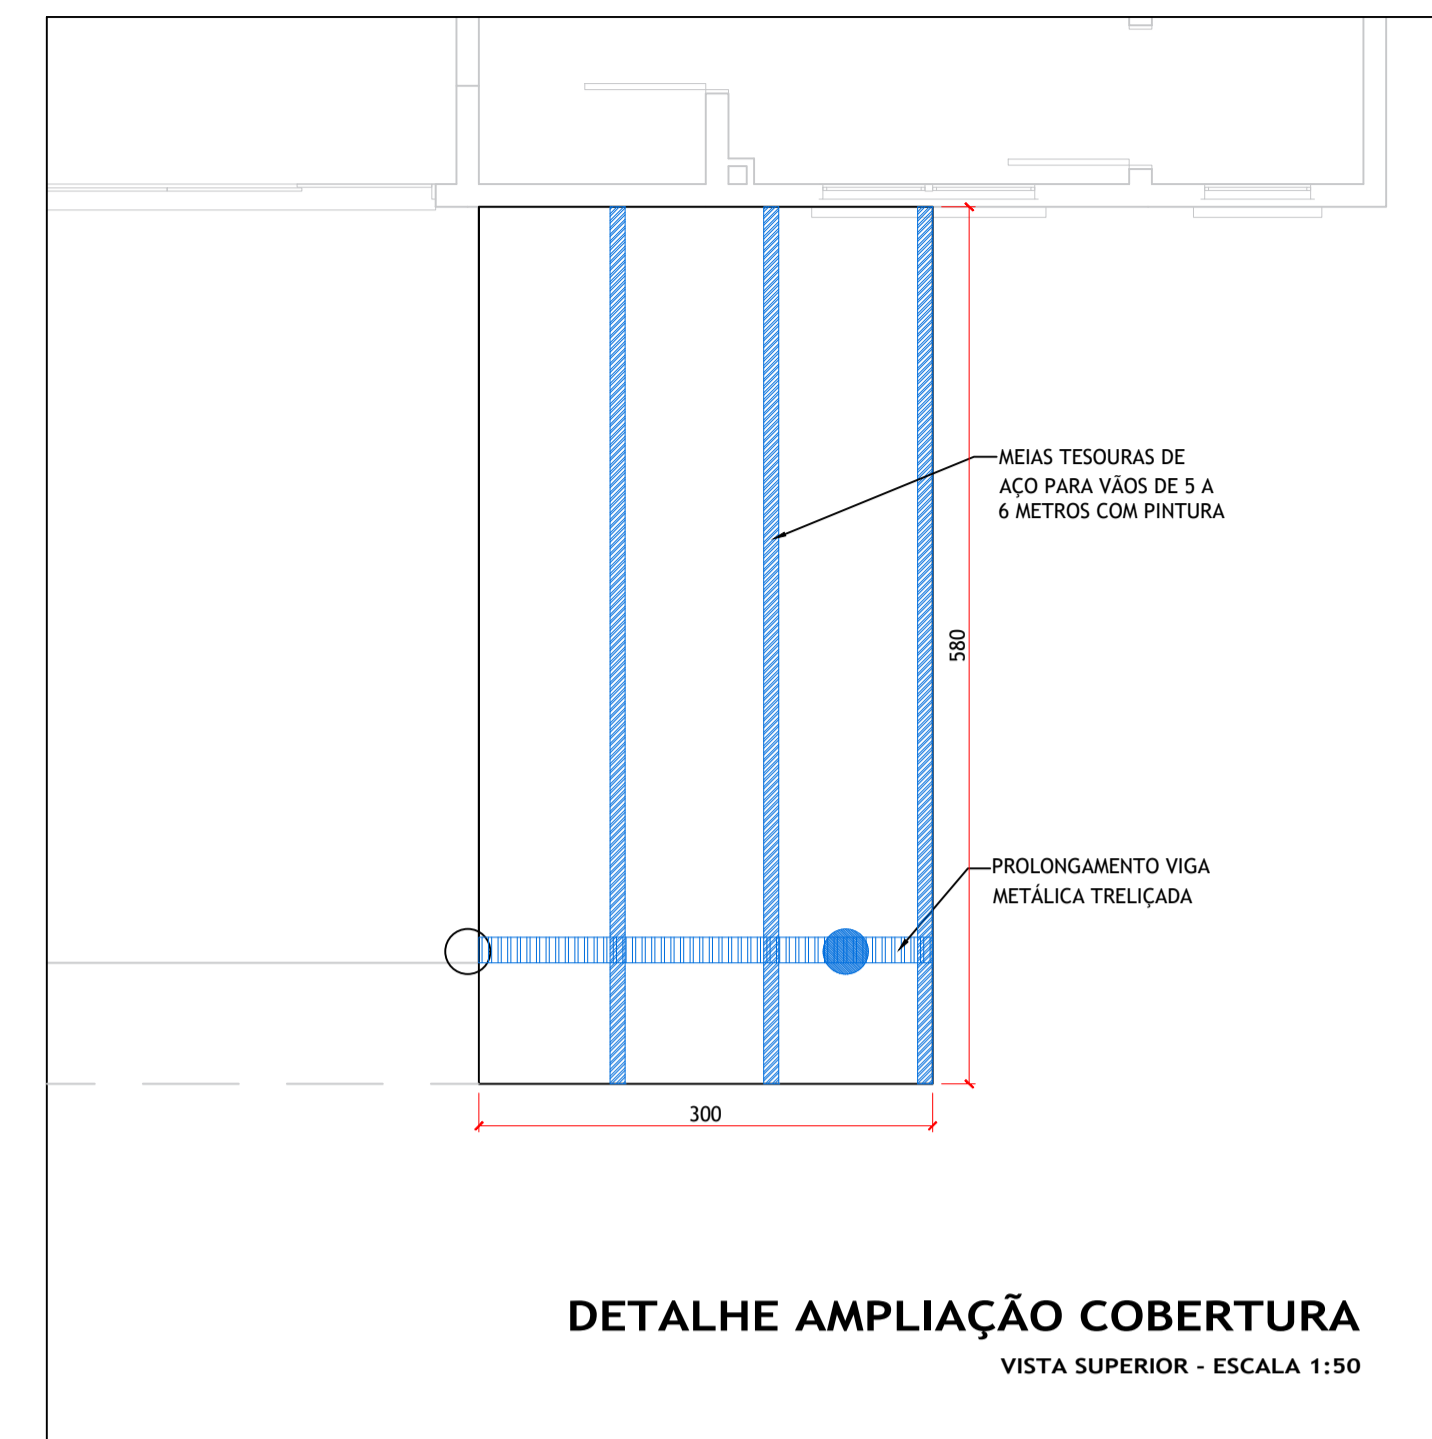 MEIAS TESOURAS DE
AÇO PARA VÃOS DE 5 A
6 METROS COM PINTURA
580
PROLONGAMENTO VIGA
METÁLICA TRELIÇADA
300
DETALHE AMPLIAÇÃO COBERTURA
VISTA SUPERIOR - ESCALA 1:50